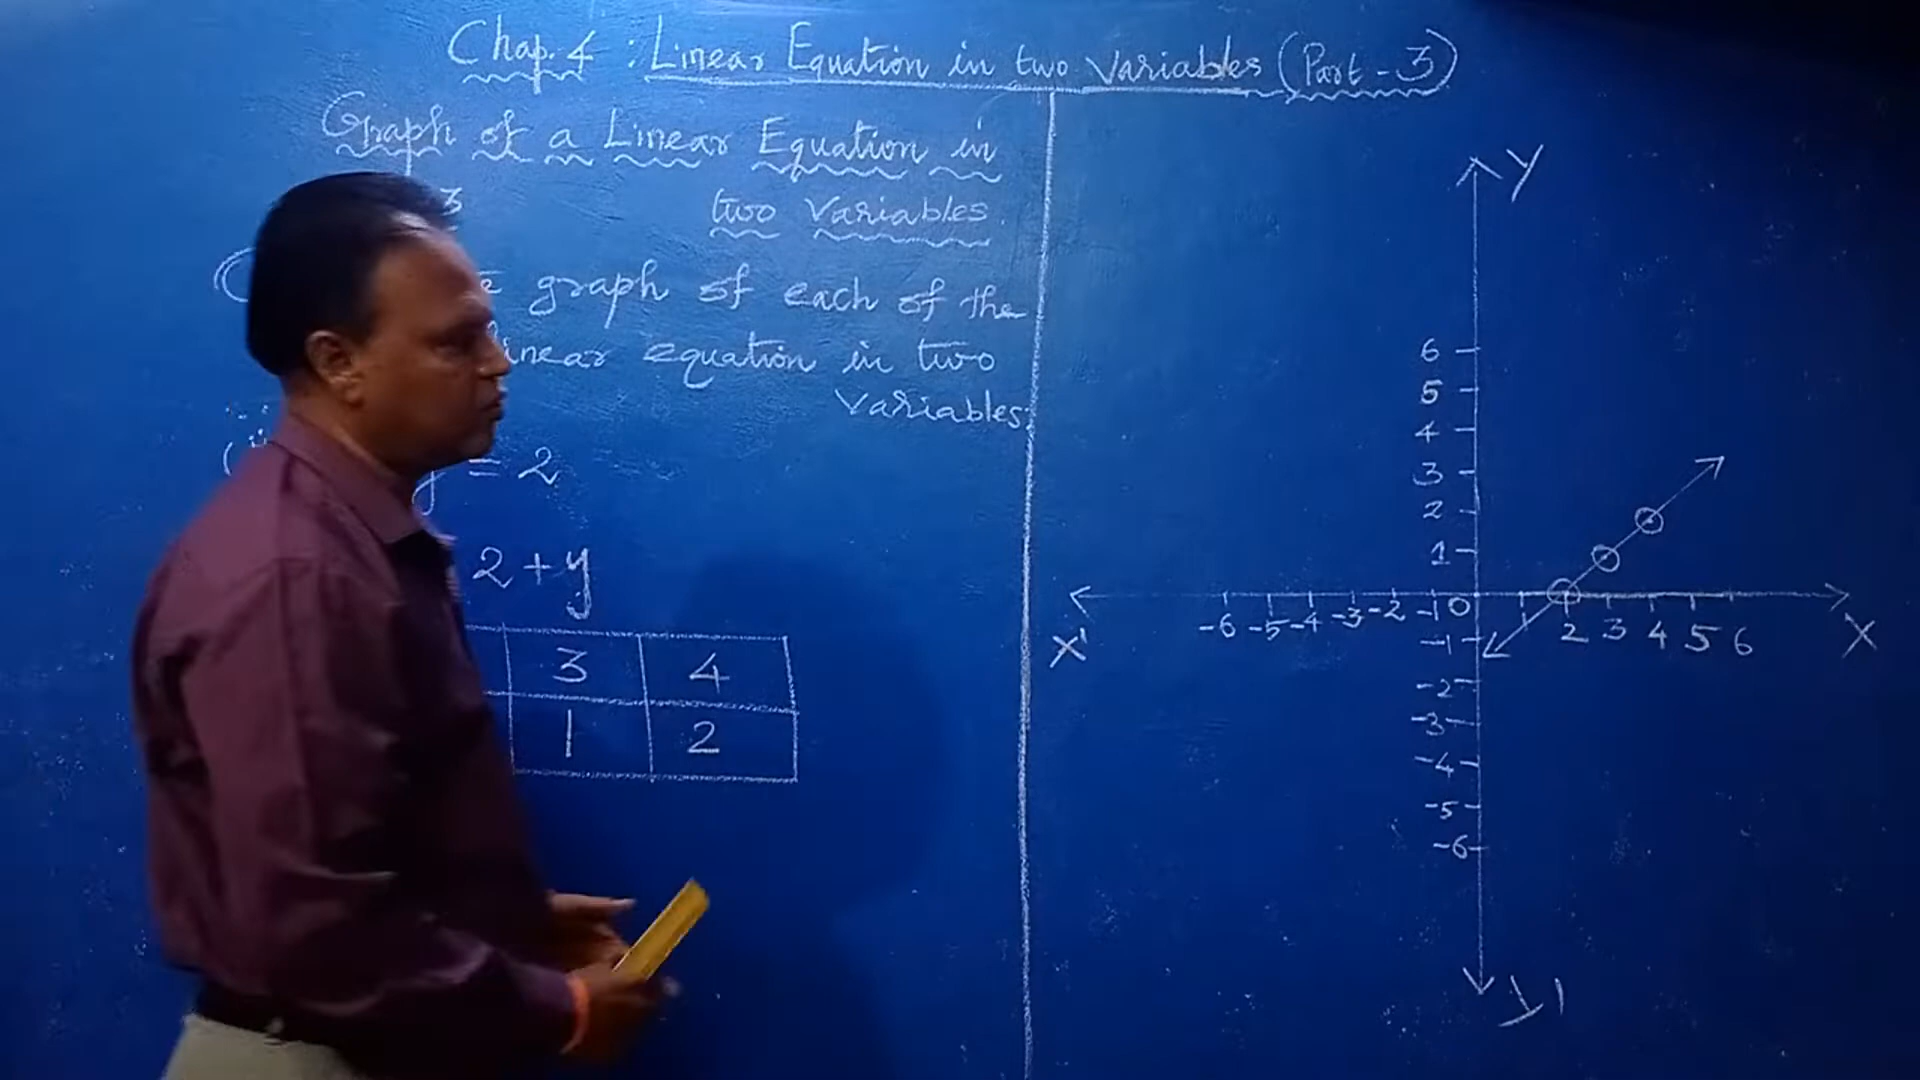 Chap. 4 : Linear Equation in two Variables (Part - 3)
Graph of a Linear Equation in
3
two Variables.
graph of each of the
linear equation in two
Variables:
y = 2
2 + y
3 4
1 2
Y
6
5
4
3
2
1
-6 -5 -4 -3 -2 -1 0 2 3 4 5 6
X' X
-1
-2
-3
-4
-5
-6
Y'